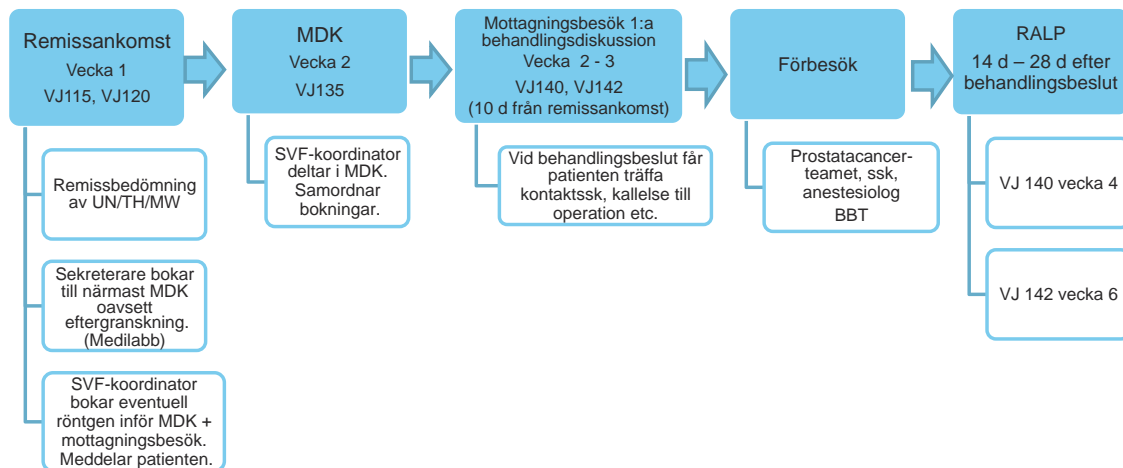 Remissankomst
Vecka 1
VJ115, VJ120
Remissbedömning
av UN/TH/MW
Sekreterare bokar
till närmast MDK
oavsett
eftergranskning.
(Medilabb)
SVF-koordinator
bokar eventuell
röntgen inför MDK +
mottagningsbesök.
Meddelar patienten.
MDK
Vecka 2
VJ135
SVF-koordinator
deltar i MDK.
Samordnar
bokningar.
Mottagningsbesök 1:a
behandlingsdiskussion
Vecka 2 - 3
VJ140, VJ142
(10 d från remissankomst)
Vid behandlingsbeslut får
patienten träffa
kontaktssk, kallelse till
operation etc.
Förbesök
Prostatacancer-
teamet, ssk,
anestesiolog
BBT
RALP
14 d – 28 d efter
behandlingsbeslut
VJ 140 vecka 4
VJ 142 vecka 6